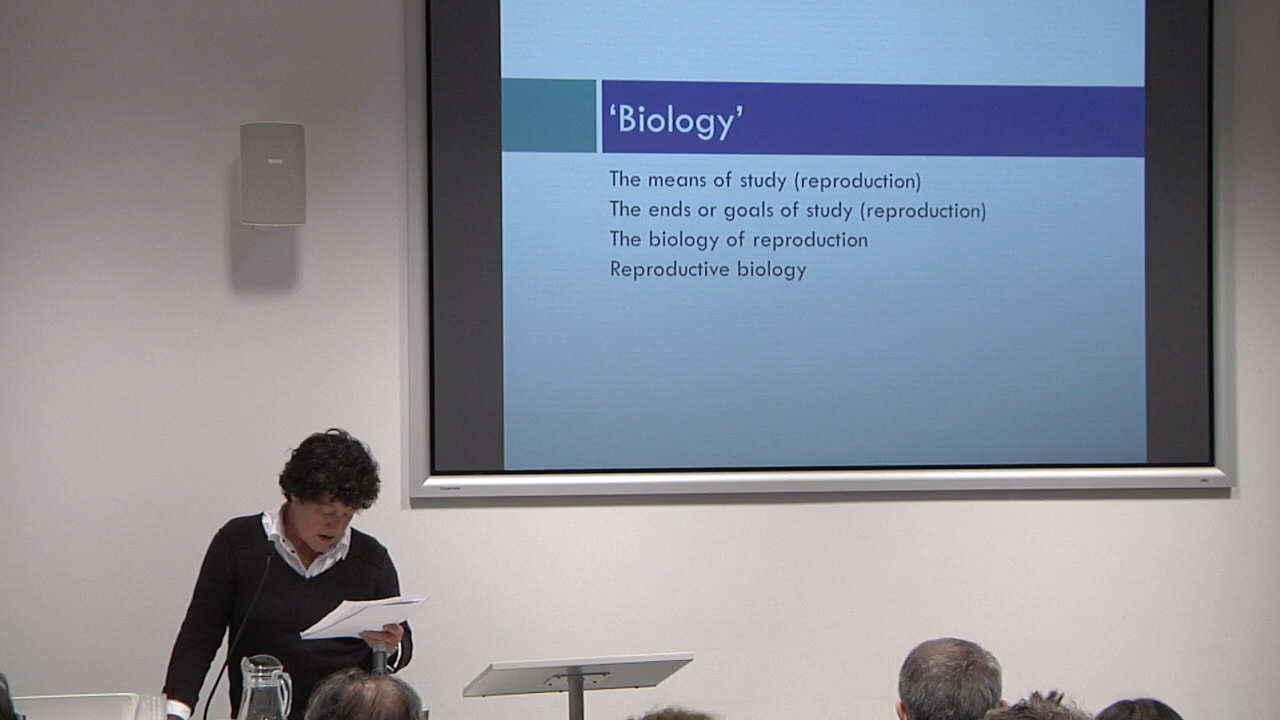 ‘Biology’
The means of study (reproduction)
The ends or goals of study (reproduction)
The biology of reproduction
Reproductive biology